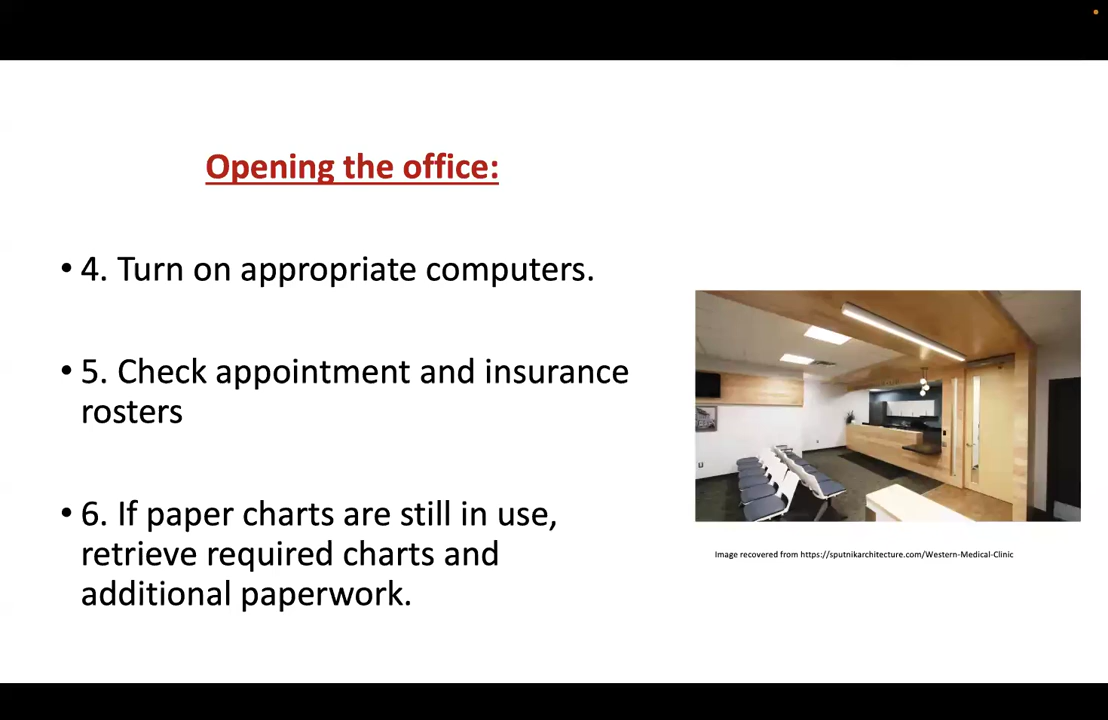 Opening the office:
• 4. Turn on appropriate computers.
• 5. Check appointment and insurance
rosters
• 6. If paper charts are still in use,
retrieve required charts and
additional paperwork.
Image recovered from https://sputnikarchitecture.com/Western-Medical-Clinic